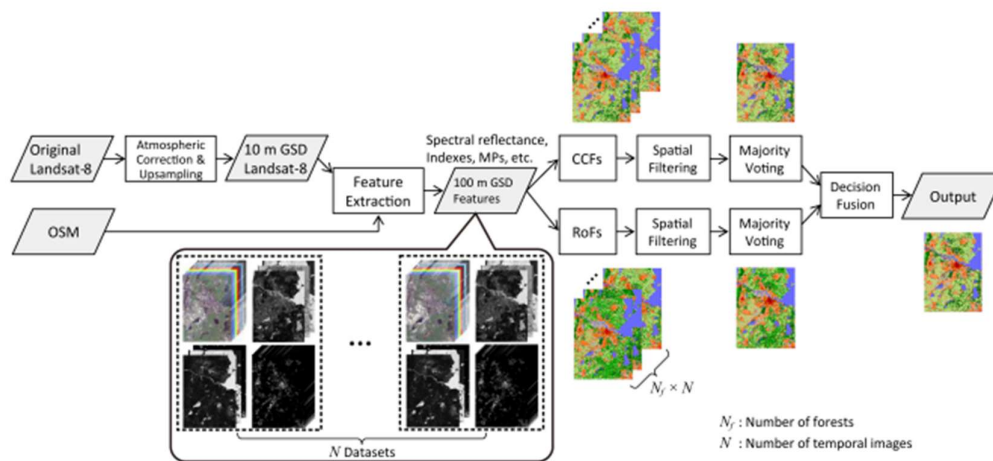 Original
Landsat-8
Atmospheric
Correction &
Upsampling
10 m GSD
Landsat-8
OSM
Feature
Extraction
Spectral reflectance,
Indexes, MPs, etc.
100 m GSD
Features
CCFs
Spatial
Filtering
Majority
Voting
RoFs
Spatial
Filtering
Majority
Voting
Decision
Fusion
Output
...
...
...
N Datasets
N_f × N
N_f : Number of forests
N : Number of temporal images